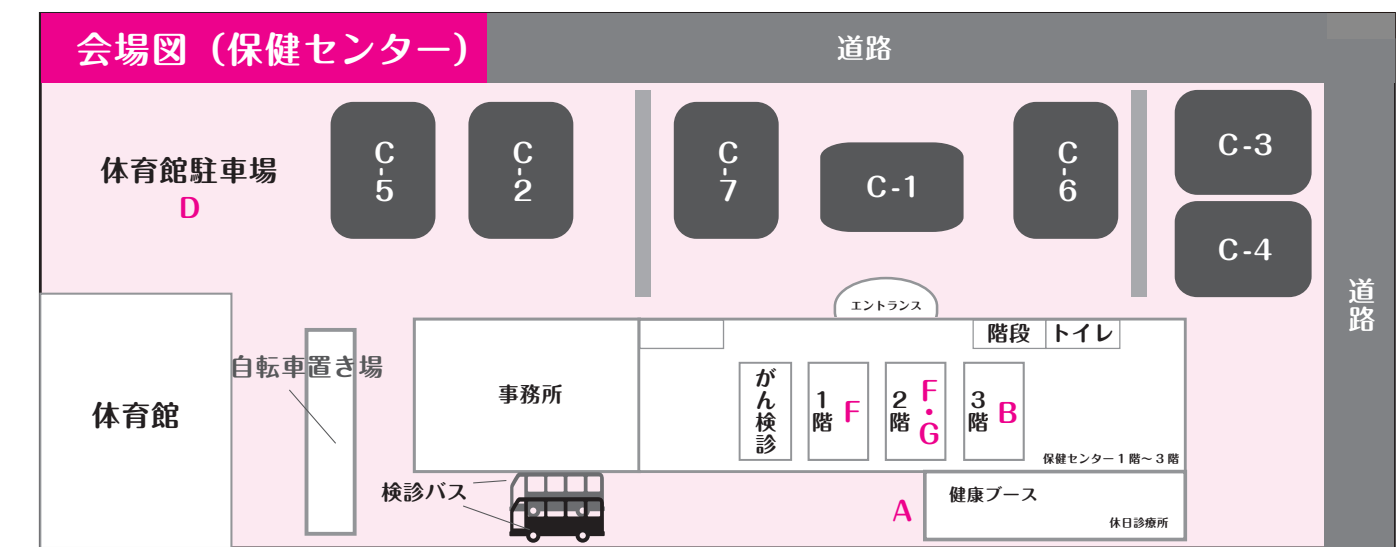 会場図（保健センター）
道路
体育館駐車場
D
C-5
C-2
C-7
C-1
C-6
C-3
C-4
道路
エントランス
階段
トイレ
自転車置き場
体育館
事務所
がん検診
1階 F
2階 F・G
3階 B
保健センター1階～3階
検診バス
A
健康ブース
休日診療所